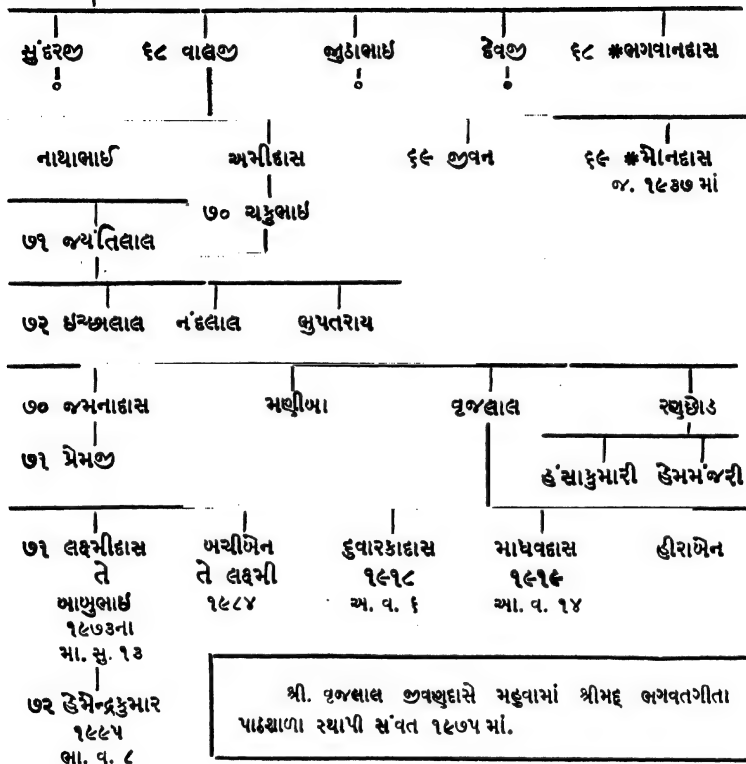 સુંદરજી ૬૮ વાલજી જુઠાભાઈ દેવજી ૬૮ *ભગવાનદાસ
નાથાભાઈ અમીદાસ ૬૯ જીવન ૬૯ *મોનદાસ
જ. ૧૯૩૭ માં
૭૦ ચકુભાઈ
૭૧ જયંતિલાલ
૭૨ ઇચ્છાલાલ નંદલાલ ભુપતરાય
૭૦ જમનાદાસ મણીબા વૃજલાલ રણછોડ
૭૧ પ્રેમજી
હંસાકુમારી હેમમંજરી
૭૧ લક્ષ્મીદાસ બચીબેન દુવારકાદાસ માધવદાસ હીરાબેન
તે તે લક્ષ્મી ૧૯૧૮ ૧૯૧૯
બાબુભાઈ ૧૯૮૪ અ. વ. ૬ આ. વ. ૧૪
૧૯૭૩ના
મા. સુ. ૧૩
૭૨ હેમેન્દ્રકુમાર
૧૯૯૫
ભા. વ. ૮
શ્રી. વૃજલાલ જીવણદાસે મહુવામાં શ્રીમદ્ ભગવતગીતા
પાઠશાળા સ્થાપી સંવત ૧૯૭૫ માં.